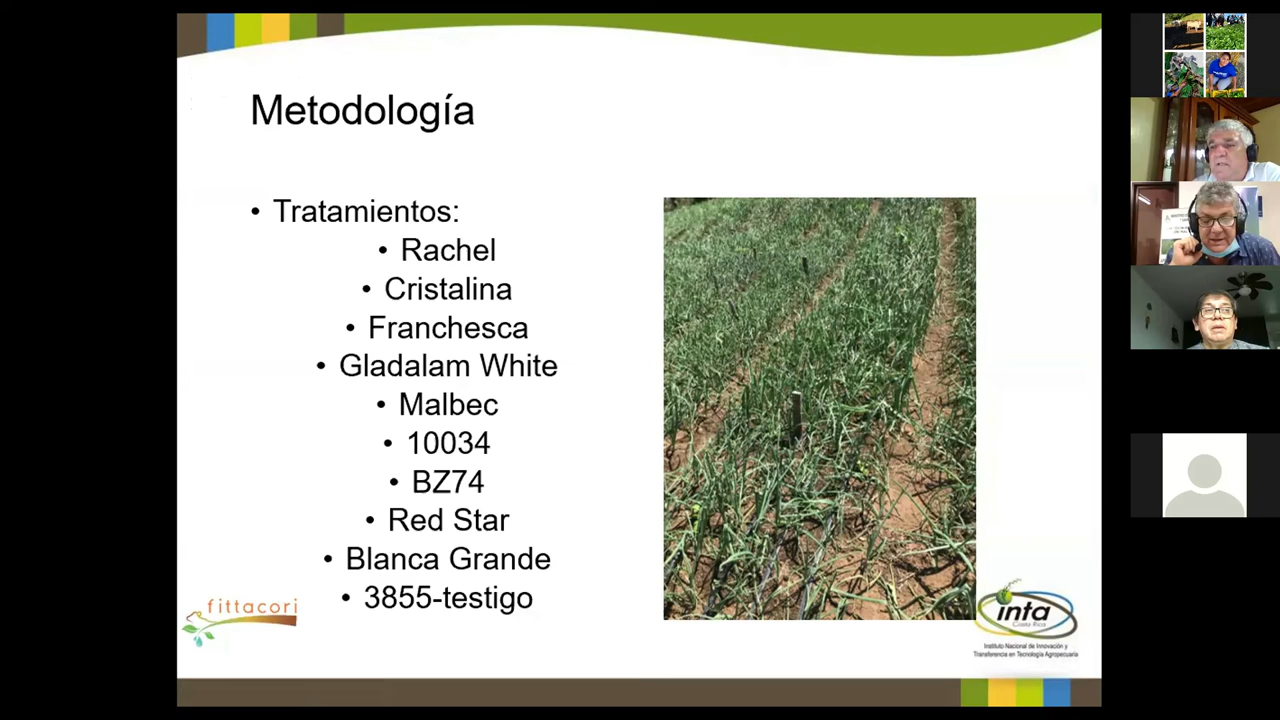 Metodología
• Tratamientos:
• Rachel
• Cristalina
• Franchesca
• Gladalam White
• Malbec
• 10034
• BZ74
• Red Star
• Blanca Grande
• 3855-testigo
fittacori
inta
Costa Rica
Instituto Nacional de Innovación y
Transferencia en Tecnología Agropecuaria